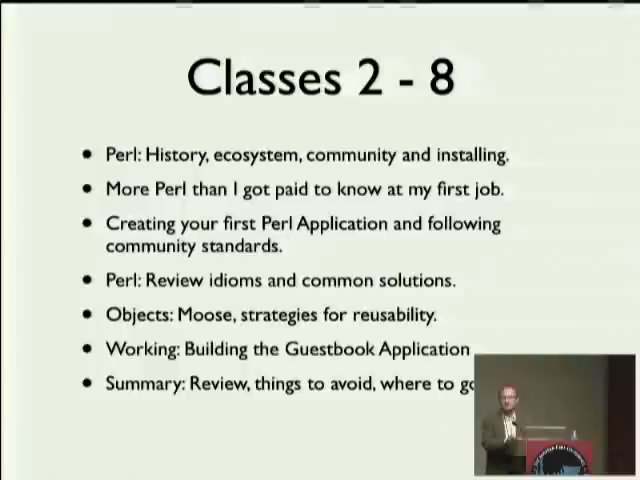 Classes 2 - 8
Perl: History, ecosystem, community and installing.
More Perl than I got paid to know at my first job.
Creating your first Perl Application and following
community standards.
Perl: Review idioms and common solutions.
Objects: Moose, strategies for reusability.
Working: Building the Guestbook Application
Summary: Review, things to avoid, where to go